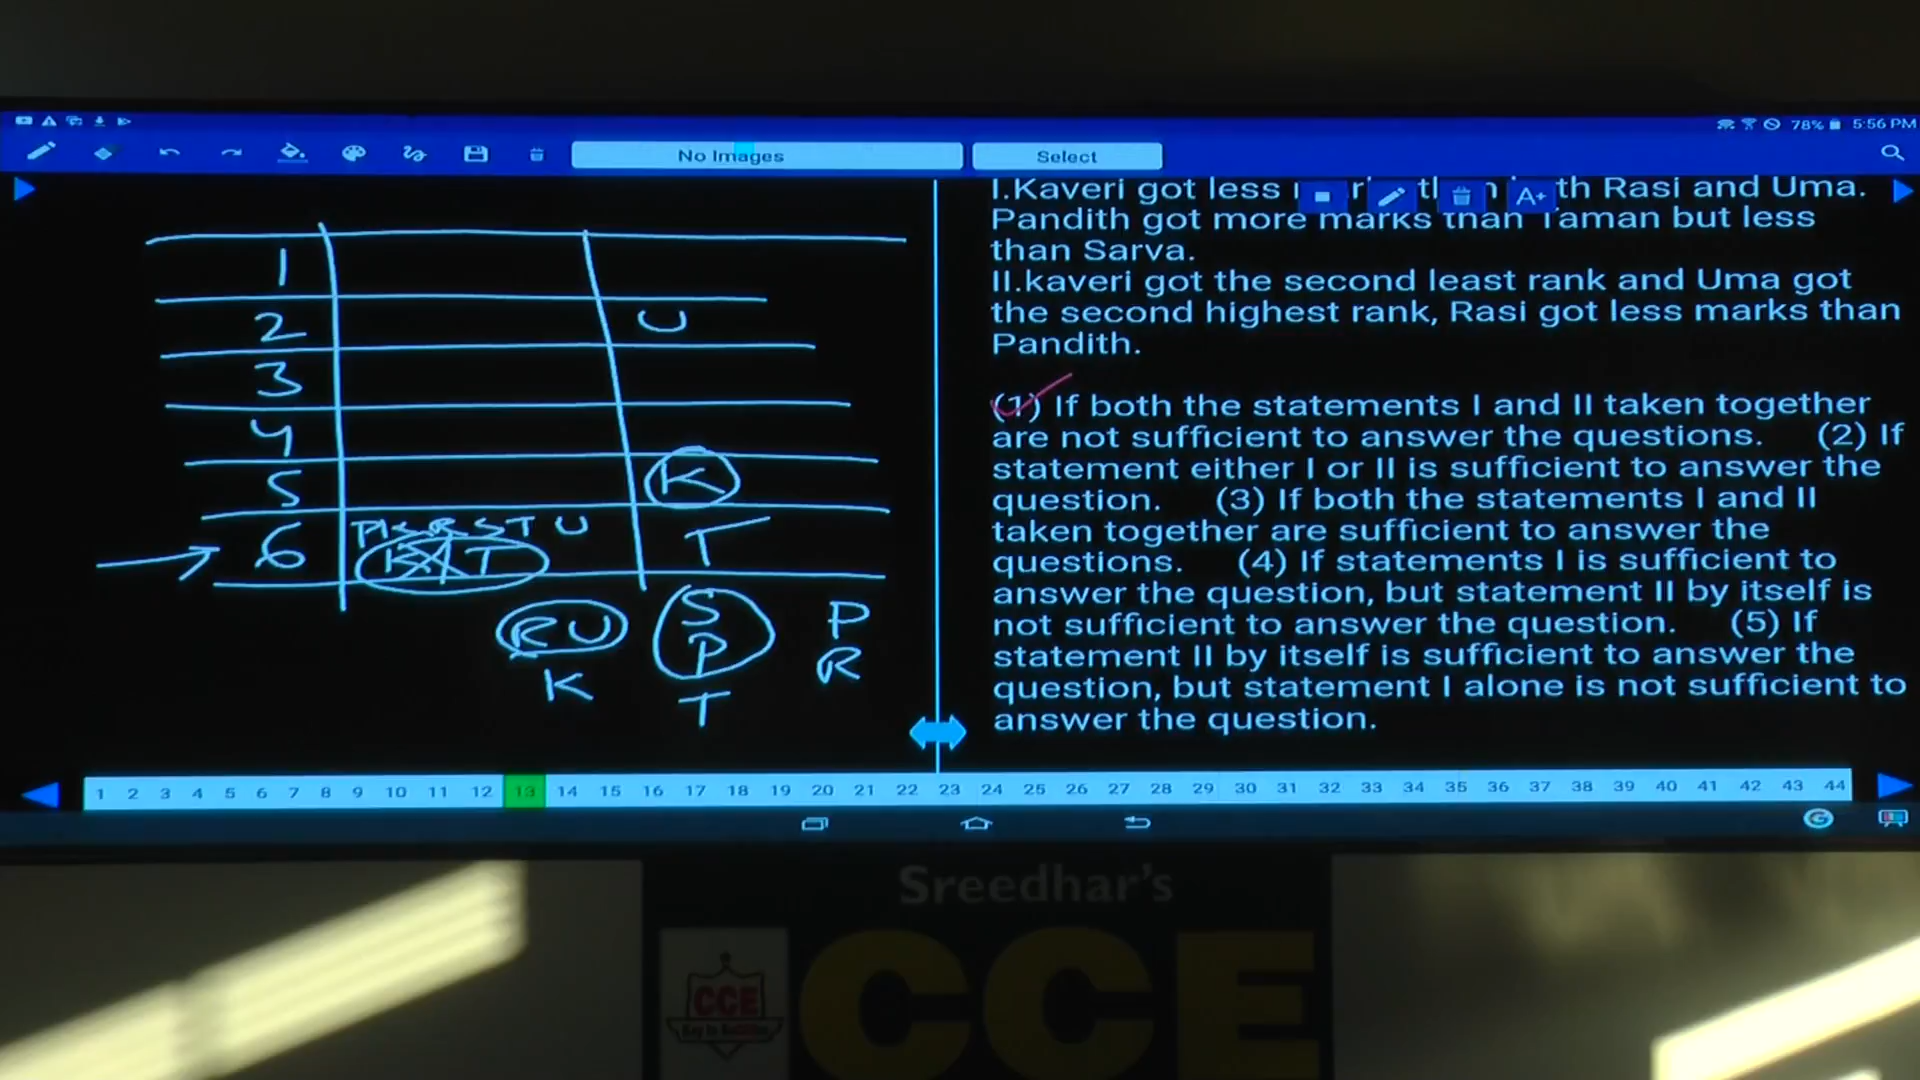 78% 5:56 PM
No Images
Select
I.Kaveri got less th Rasi and Uma.
Pandith got more marks than Taman but less
than Sarva.
II.kaveri got the second least rank and Uma got
the second highest rank, Rasi got less marks than
Pandith.
(1) If both the statements I and II taken together
are not sufficient to answer the questions. (2) If
statement either I or II is sufficient to answer the
question. (3) If both the statements I and II
taken together are sufficient to answer the
questions. (4) If statements I is sufficient to
answer the question, but statement II by itself is
not sufficient to answer the question. (5) If
statement II by itself is sufficient to answer the
question, but statement I alone is not sufficient to
answer the question.
A+
1
2 U
3
4
5 K
6 R S T U T
K T
R U S P
K P R
T
1 2 3 4 5 6 7 8 9 10 11 12 13 14 15 16 17 18 19 20 21 22 23 24 25 26 27 28 29 30 31 32 33 34 35 36 37 38 39 40 41 42 43 44
Sreedhar's
CCE
CCE